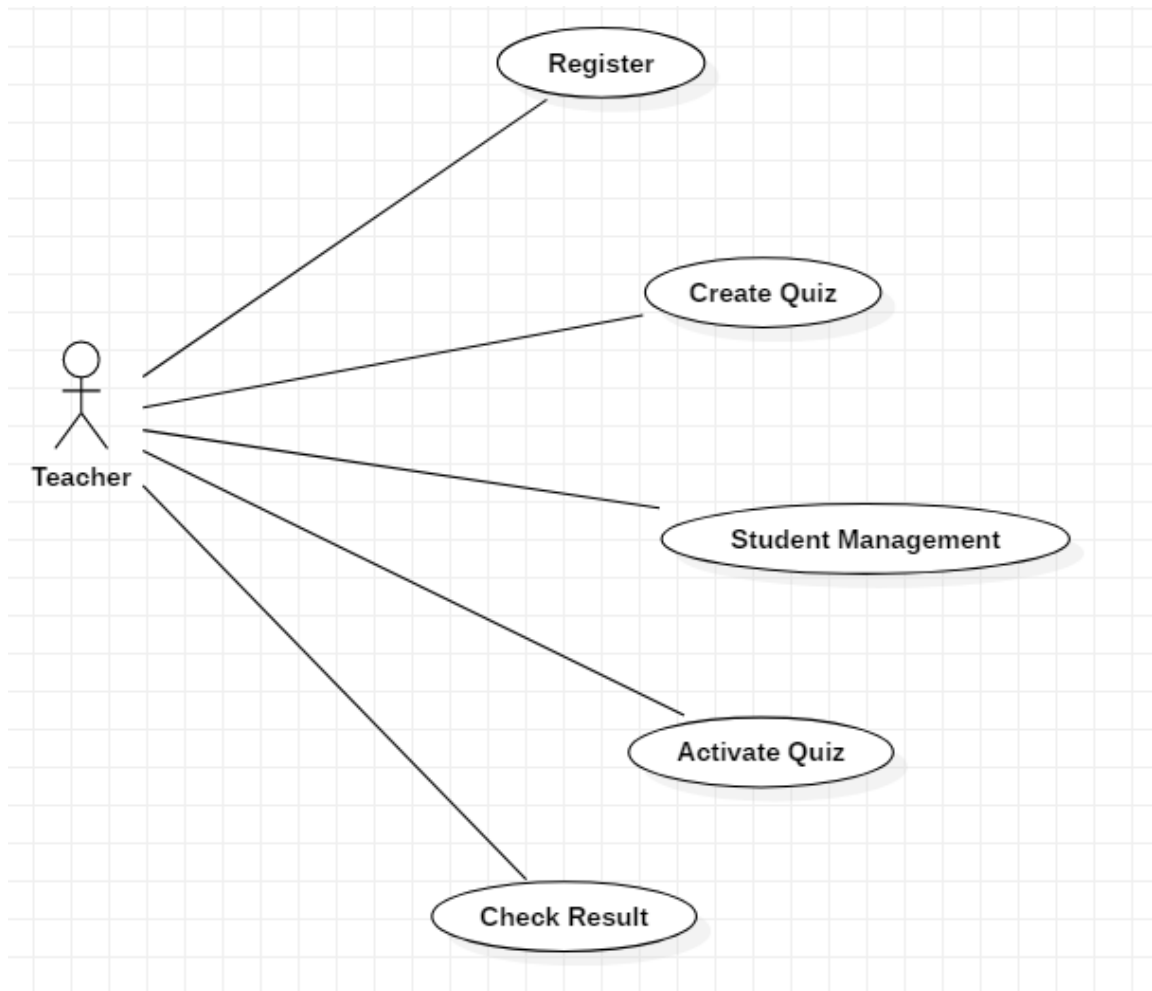 Register
Create Quiz
Teacher
Student Management
Activate Quiz
Check Result